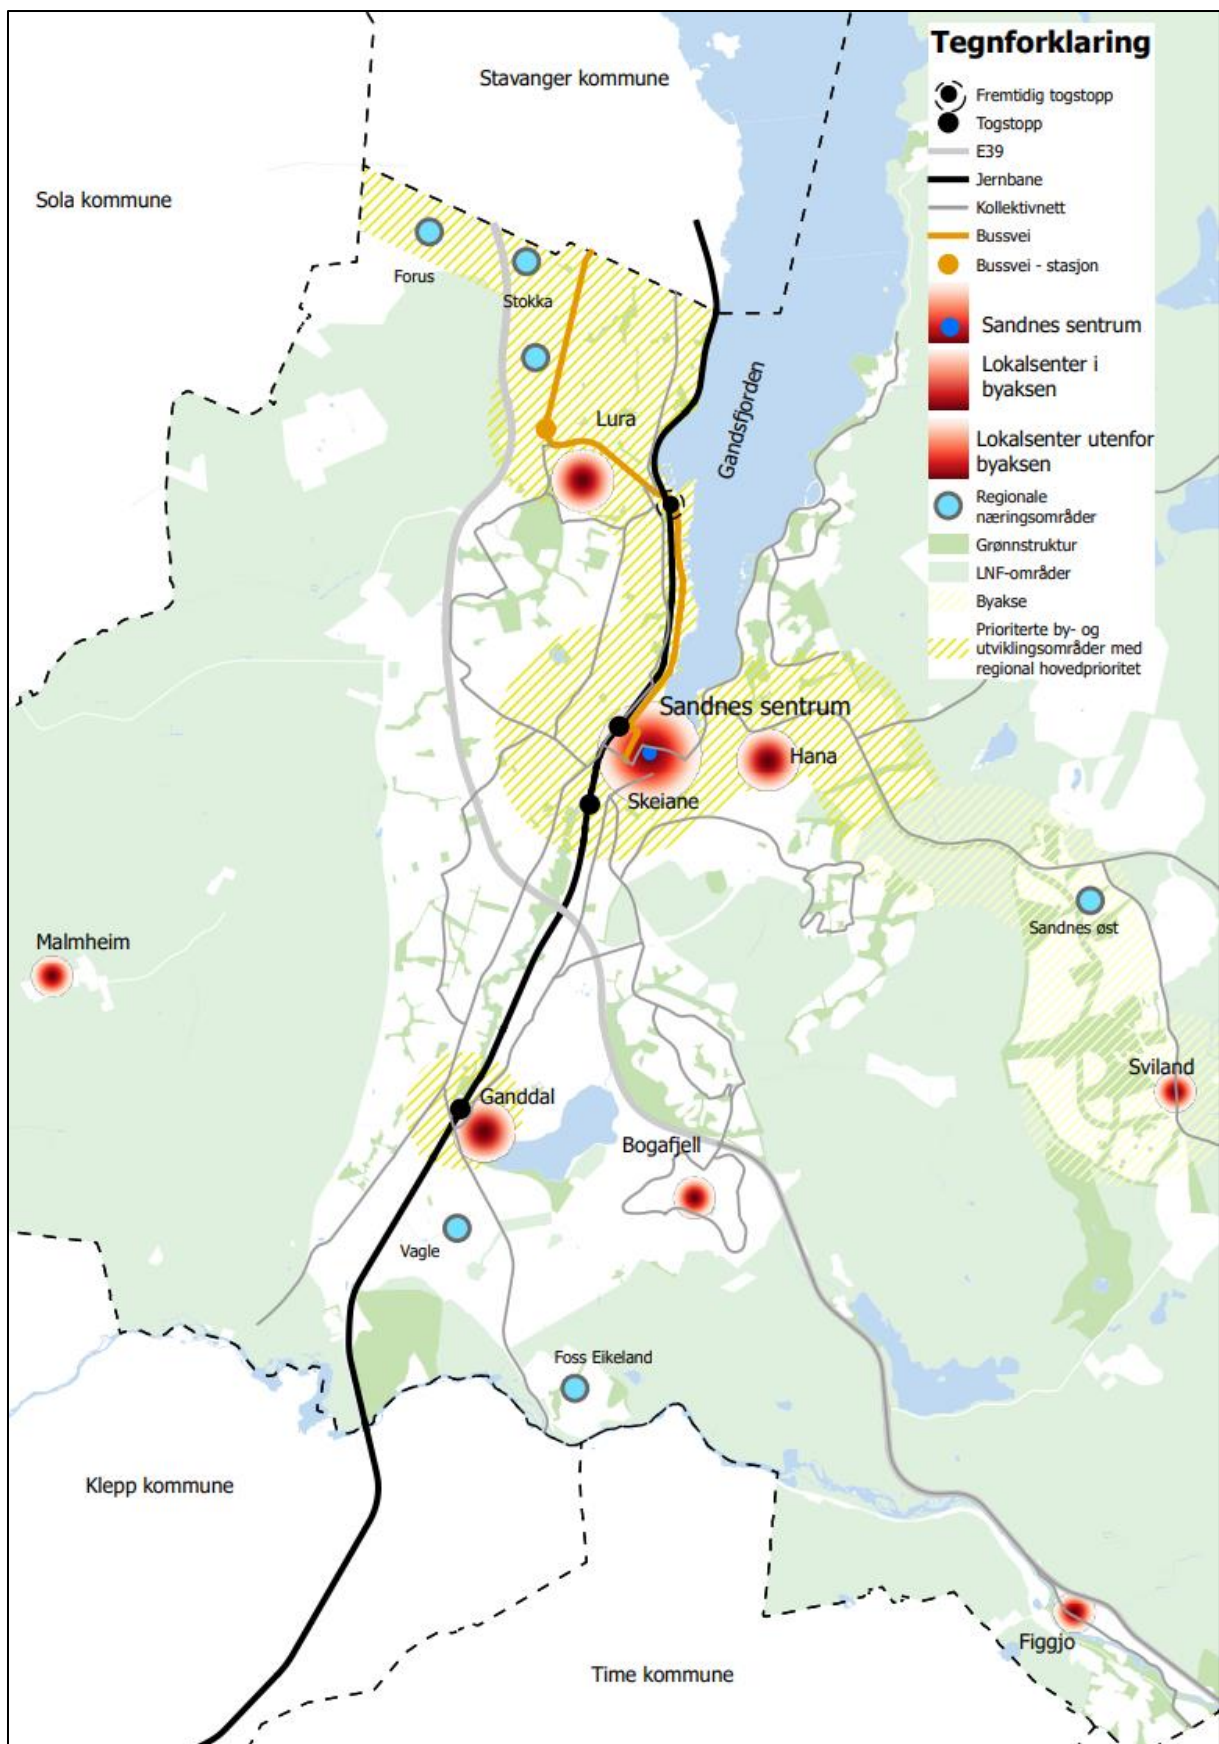 Tegnforklaring
Fremtidig togstopp
Togstopp
E39
Jernbane
Kollektivnett
Bussvei
Bussvei - stasjon
Sandnes sentrum
Lokalsenter i
byaksen
Lokalsenter utenfor
byaksen
Regionale
næringsområder
Grønnstruktur
LNF-områder
Byakse
Prioriterte by- og
utviklingsområder med
regional hovedprioritet
Stavanger kommune
Sola kommune
Forus
Stokka
Lura
Gandsfjorden
Sandnes sentrum
Hana
Skeiane
Sandnes øst
Malmheim
Sviland
Ganddal
Bogafjell
Vagle
Foss Eikeland
Klepp kommune
Figgjo
Time kommune